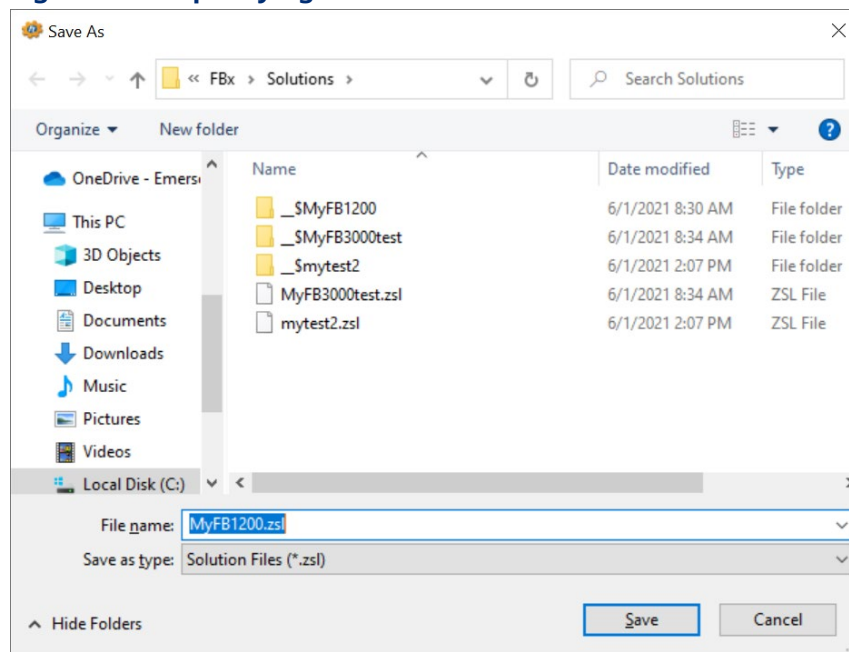 Save As
« FBx > Solutions >
Search Solutions
Organize
New folder
OneDrive - Emers
This PC
3D Objects
Desktop
Documents
Downloads
Music
Pictures
Videos
Local Disk (C:)
Name Date modified Type
__$MyFB1200 6/1/2021 8:30 AM File folder
__$MyFB3000test 6/1/2021 8:34 AM File folder
__$mytest2 6/1/2021 2:07 PM File folder
MyFB3000test.zsl 6/1/2021 8:34 AM ZSL File
mytest2.zsl 6/1/2021 2:07 PM ZSL File
File name: MyFB1200.zsl
Save as type: Solution Files (*.zsl)
Hide Folders
Save
Cancel